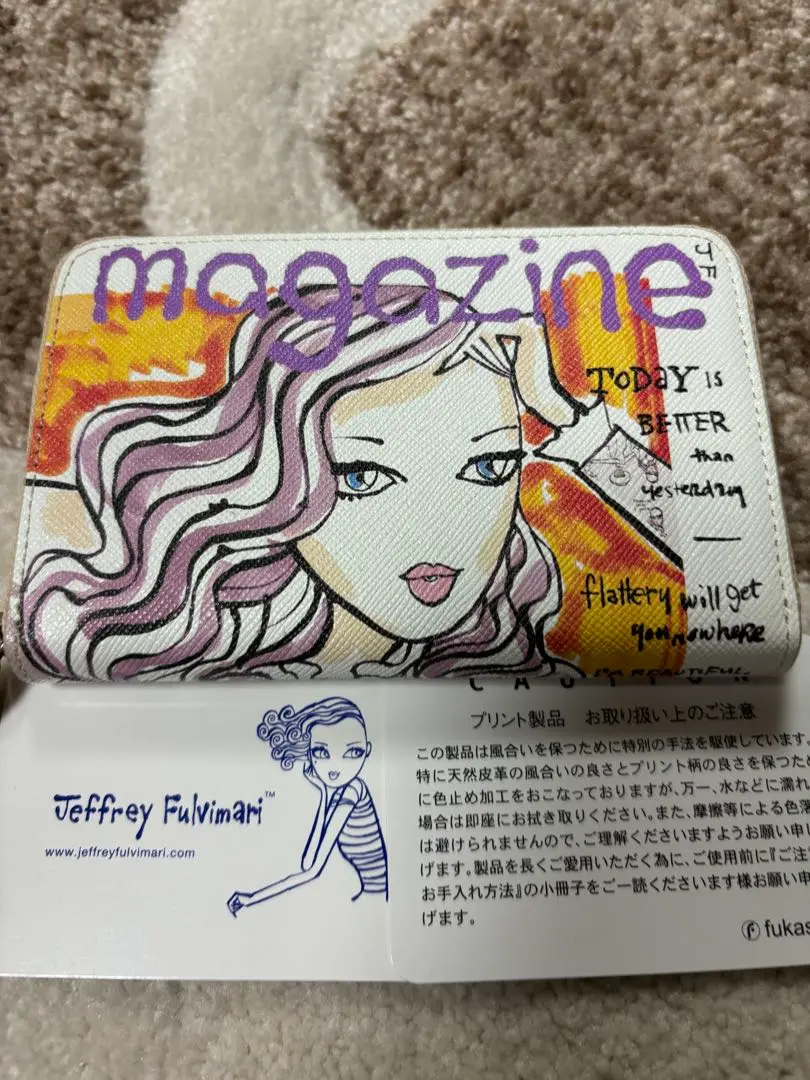 magazine
JF
TODAY IS
BETTER
than
yesterday
flattery will get
you nowhere
I'M BEAUTIFUL
CAUTION
プリント製品 お取り扱い上のご注意
この製品は風合いを保つために特別の手法を駆使しています。
特に天然皮革の風合いの良さとプリント柄の良さを保つため
に色止め加工をおこなっておりますが、万一、水などに濡れ
場合は即座にお拭き取りください。また、摩擦等による色落
は避けられませんので、ご理解くださいますようお願い申し
げます。製品を長くご愛用いただく為に、ご使用前に『ご注
お手入れ方法』の小冊子をご一読くださいます様お願い申
げます。
fukas
Jeffrey Fulvimari™
www.jeffreyfulvimari.com